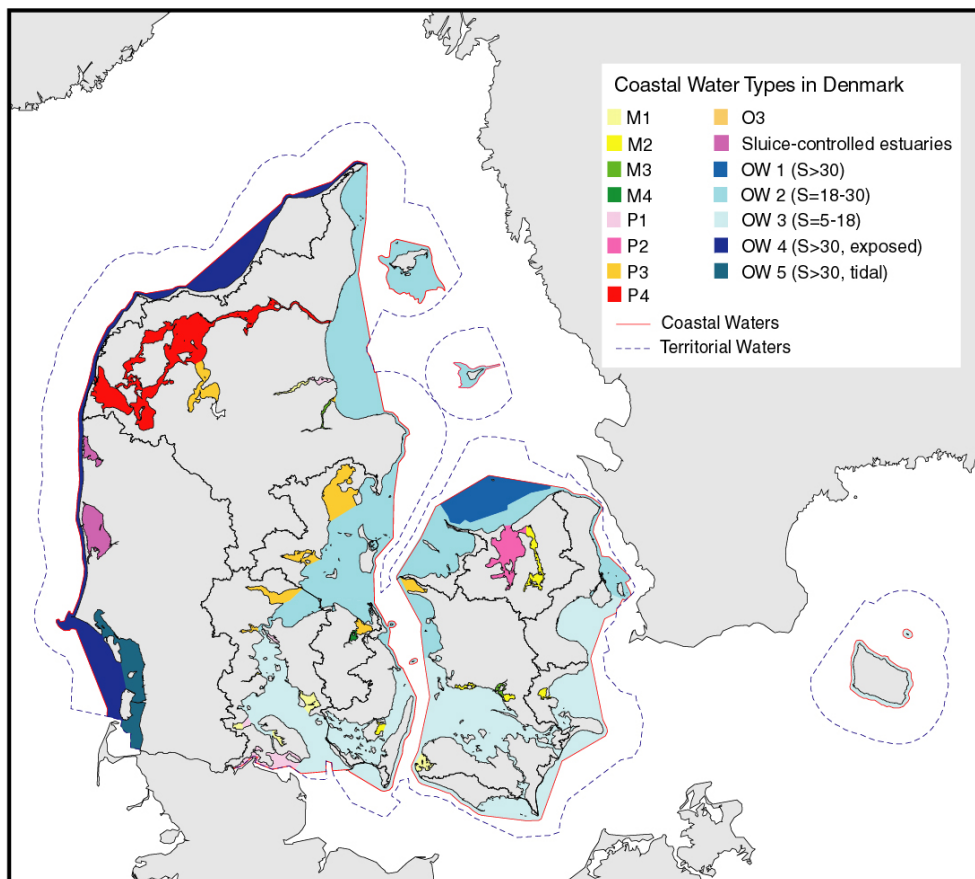 Coastal Water Types in Denmark
M1
M2
M3
M4
P1
P2
P3
P4
O3
Sluice-controlled estuaries
OW 1 (S>30)
OW 2 (S=18-30)
OW 3 (S=5-18)
OW 4 (S>30, exposed)
OW 5 (S>30, tidal)
Coastal Waters
Territorial Waters